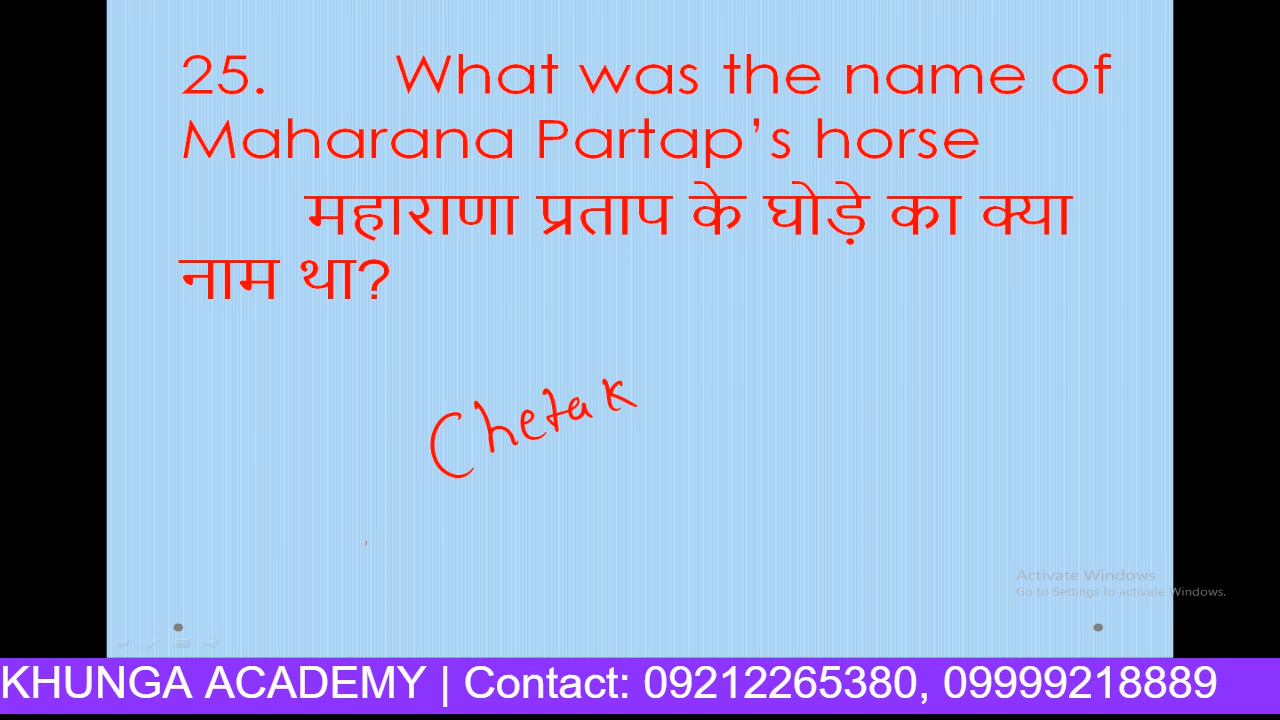 25. What was the name of
Maharana Partap's horse
महाराणा प्रताप के घोड़े का क्या
नाम था?
Chetak
Activate Windows
Go to Settings to activate Windows.
KHUNGA ACADEMY | Contact: 09212265380, 09999218889